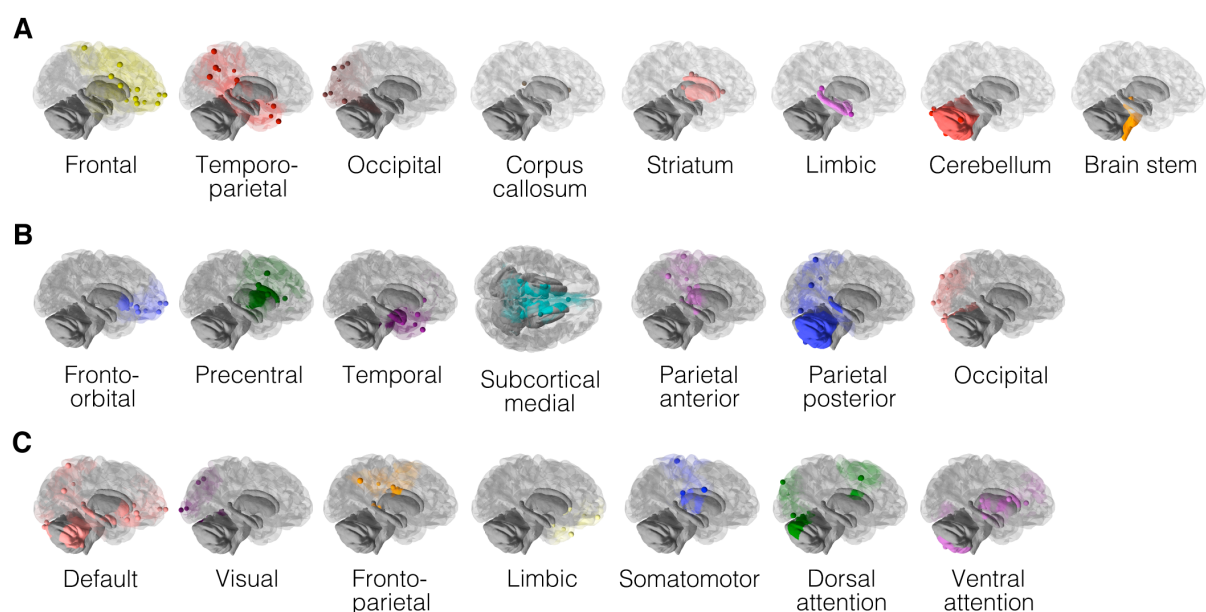 A
Frontal
Temporo-
parietal
Occipital
Corpus
callosum
Striatum
Limbic
Cerebellum
Brain stem
B
Fronto-
orbital
Precentral
Temporal
Subcortical
medial
Parietal
anterior
Parietal
posterior
Occipital
C
Default
Visual
Fronto-
parietal
Limbic
Somatomotor
Dorsal
attention
Ventral
attention